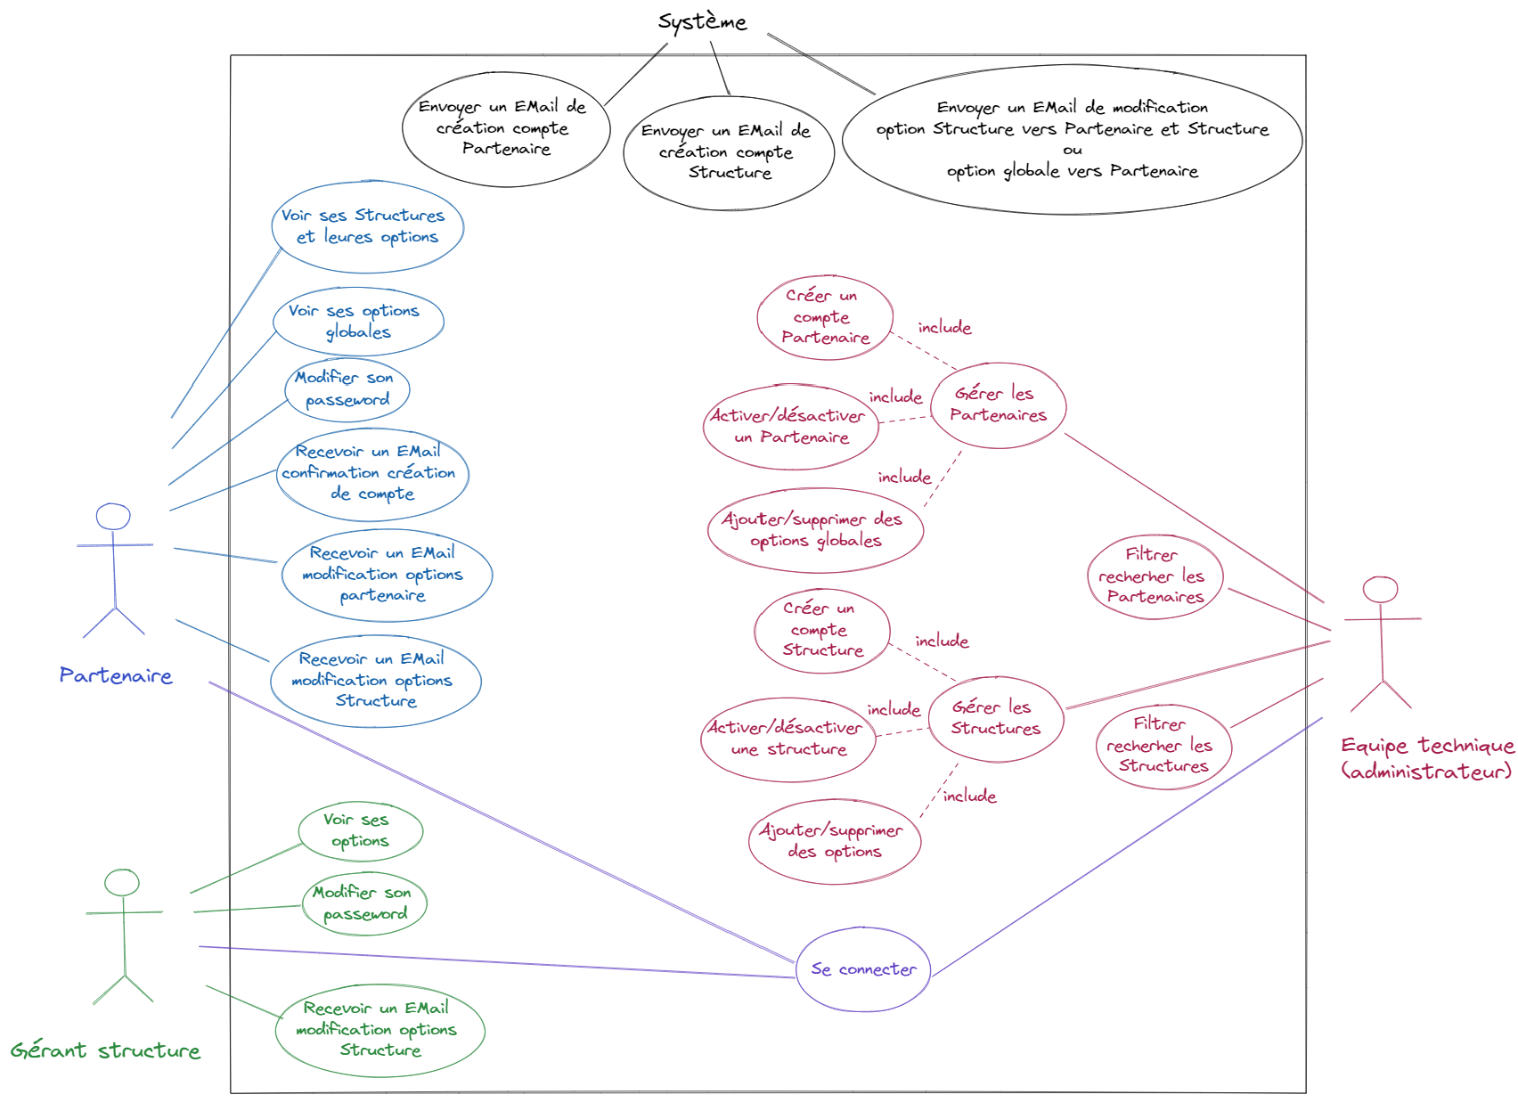 Système
Envoyer un EMail de
création compte
Partenaire
Envoyer un EMail de
création compte
Structure
Envoyer un EMail de modification
option Structure vers Partenaire et Structure
ou
option globale vers Partenaire
Voir ses Structures
et leures options
Voir ses options
globales
Modifier son
passeword
Recevoir un EMail
confirmation création
de compte
Recevoir un EMail
modification options
partenaire
Recevoir un EMail
modification options
Structure
Partenaire
Créer un
compte
Partenaire
include
Gérer les
Partenaires
include
Activer/désactiver
un Partenaire
include
Ajouter/supprimer des
options globales
Filtrer
recherher les
Partenaires
Créer un
compte
Structure
include
Gérer les
Structures
include
Activer/désactiver
une structure
include
Ajouter/supprimer
des options
Filtrer
recherher les
Structures
Equipe technique
(administrateur)
Voir ses
options
Modifier son
passeword
Se connecter
Recevoir un EMail
modification options
Structure
Gérant structure